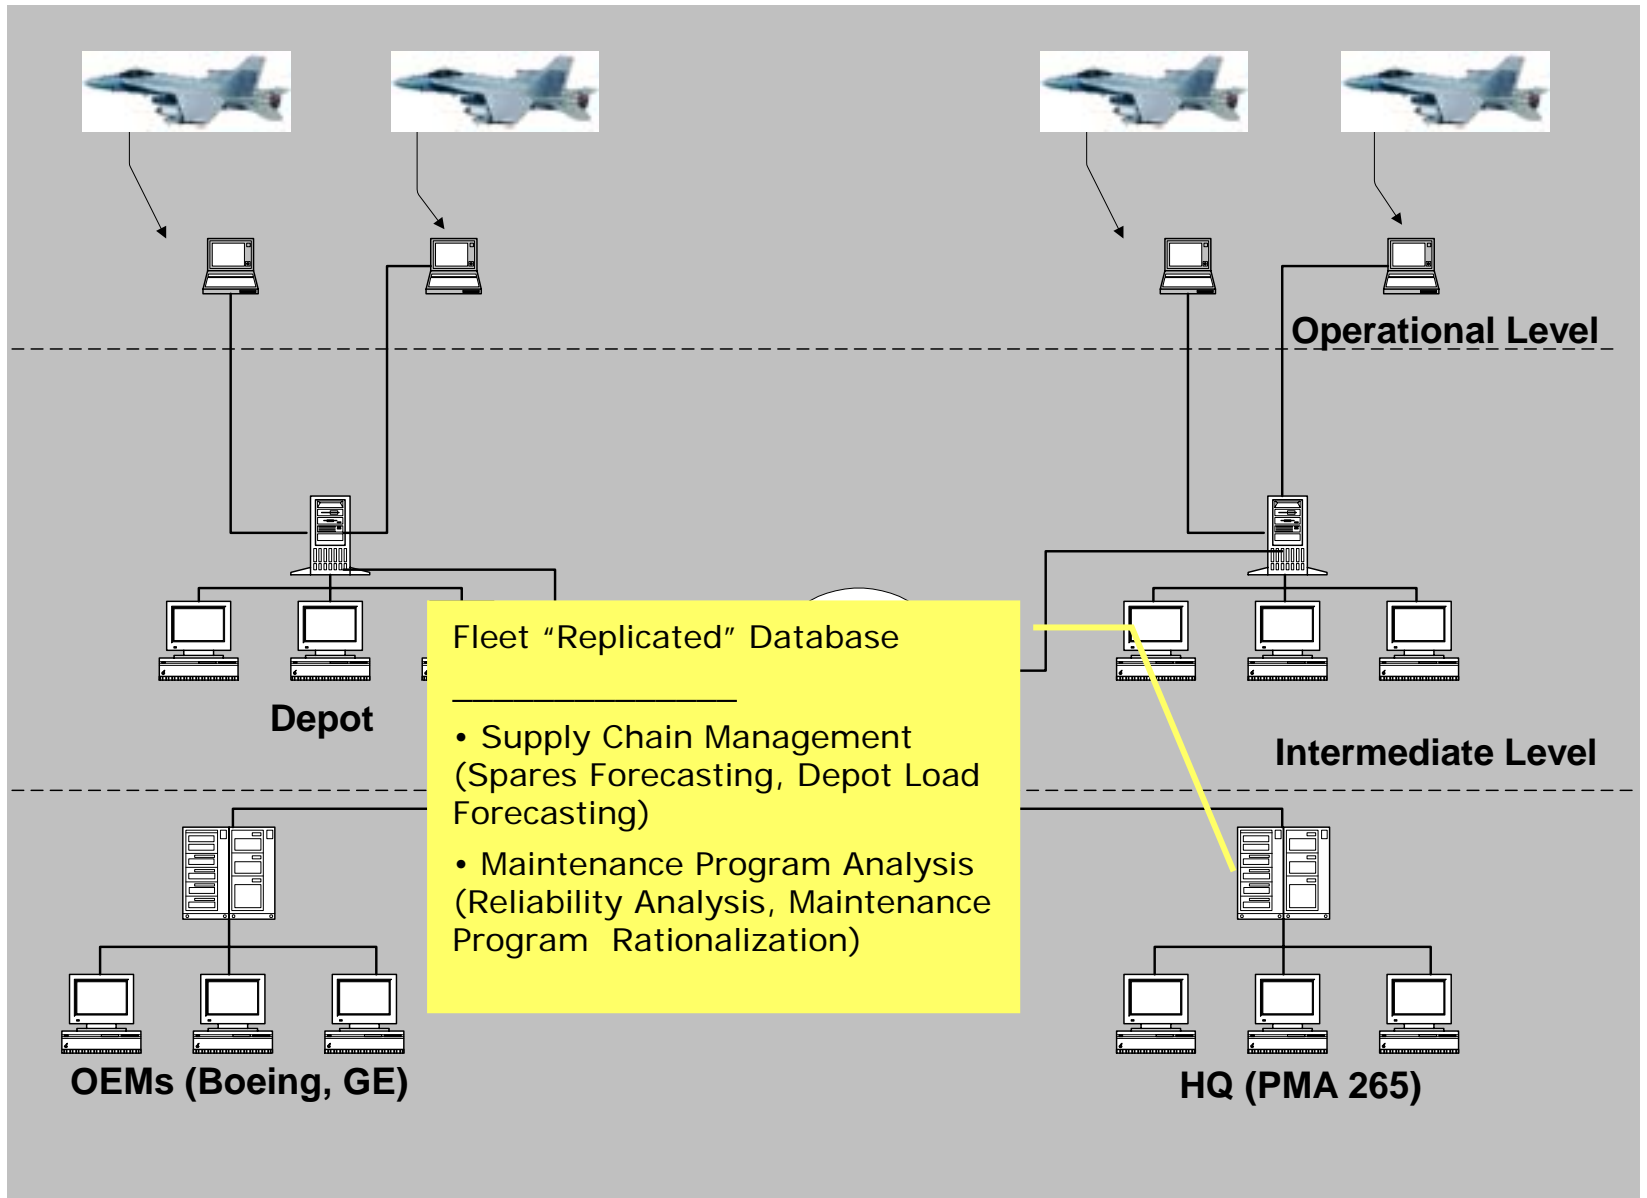 Operational Level
Fleet “Replicated” Database
________________
• Supply Chain Management
(Spares Forecasting, Depot Load
Forecasting)
• Maintenance Program Analysis
(Reliability Analysis, Maintenance
Program  Rationalization)
Depot
Intermediate Level
OEMs (Boeing, GE)
HQ (PMA 265)